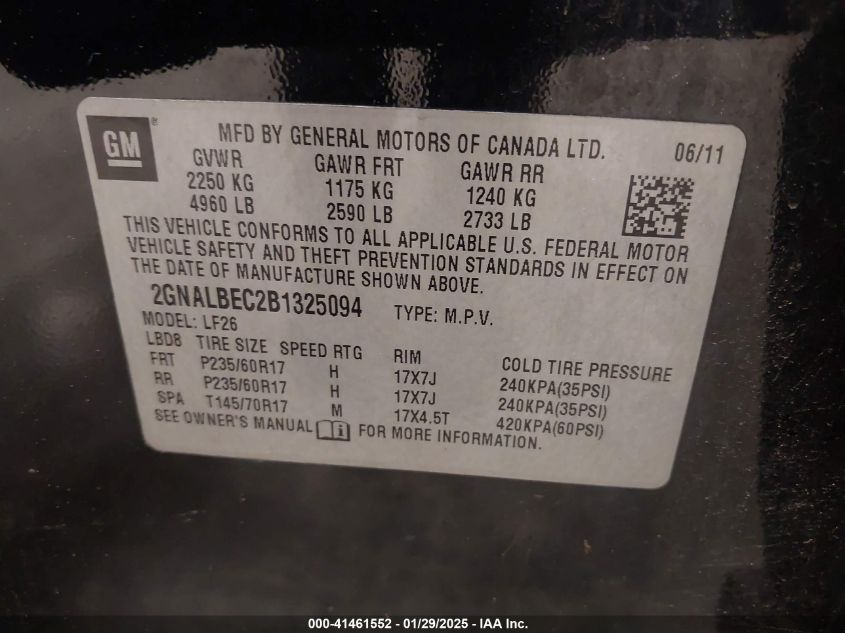 GM ®
MFD BY GENERAL MOTORS OF CANADA LTD. 06/11
GVWR GAWR FRT GAWR RR
2250 KG 1175 KG 1240 KG
4960 LB 2590 LB 2733 LB
THIS VEHICLE CONFORMS TO ALL APPLICABLE U.S. FEDERAL MOTOR
VEHICLE SAFETY AND THEFT PREVENTION STANDARDS IN EFFECT ON
THE DATE OF MANUFACTURE SHOWN ABOVE.
2GNALBEC2B1325094 TYPE: M.P.V.
MODEL: LF26
LBD8 TIRE SIZE SPEED RTG RIM COLD TIRE PRESSURE
FRT P235/60R17 H 17X7J 240KPA(35PSI)
RR P235/60R17 H 17X7J 240KPA(35PSI)
SPA T145/70R17 M 17X4.5T 420KPA(60PSI)
SEE OWNER'S MANUAL FOR MORE INFORMATION.
000-41461552 - 01/29/2025 - IAA Inc.